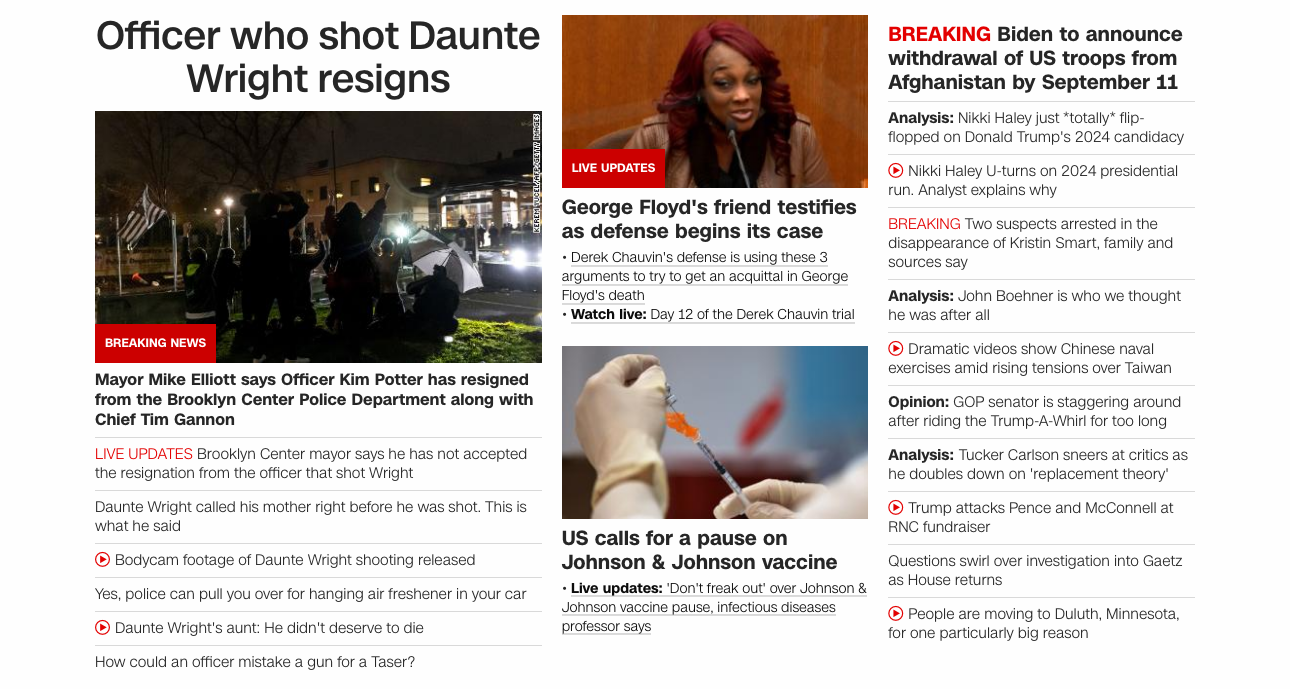 Officer who shot Daunte
Wright resigns
BREAKING NEWS
Mayor Mike Elliott says Officer Kim Potter has resigned
from the Brooklyn Center Police Department along with
Chief Tim Gannon
LIVE UPDATES Brooklyn Center mayor says he has not accepted
the resignation from the officer that shot Wright
Daunte Wright called his mother right before he was shot. This is
what he said
Bodycam footage of Daunte Wright shooting released
Yes, police can pull you over for hanging air freshener in your car
Daunte Wright's aunt: He didn't deserve to die
How could an officer mistake a gun for a Taser?
LIVE UPDATES
George Floyd's friend testifies
as defense begins its case
• Derek Chauvin's defense is using these 3
arguments to try to get an acquittal in George
Floyd's death
• Watch live: Day 12 of the Derek Chauvin trial
US calls for a pause on
Johnson & Johnson vaccine
• Live updates: 'Don't freak out' over Johnson &
Johnson vaccine pause, infectious diseases
professor says
BREAKING Biden to announce
withdrawal of US troops from
Afghanistan by September 11
Analysis: Nikki Haley just *totally* flip-
flopped on Donald Trump's 2024 candidacy
Nikki Haley U-turns on 2024 presidential
run. Analyst explains why
BREAKING Two suspects arrested in the
disappearance of Kristin Smart, family and
sources say
Analysis: John Boehner is who we thought
he was after all
Dramatic videos show Chinese naval
exercises amid rising tensions over Taiwan
Opinion: GOP senator is staggering around
after riding the Trump-A-Whirl for too long
Analysis: Tucker Carlson sneers at critics as
he doubles down on 'replacement theory'
Trump attacks Pence and McConnell at
RNC fundraiser
Questions swirl over investigation into Gaetz
as House returns
People are moving to Duluth, Minnesota,
for one particularly big reason